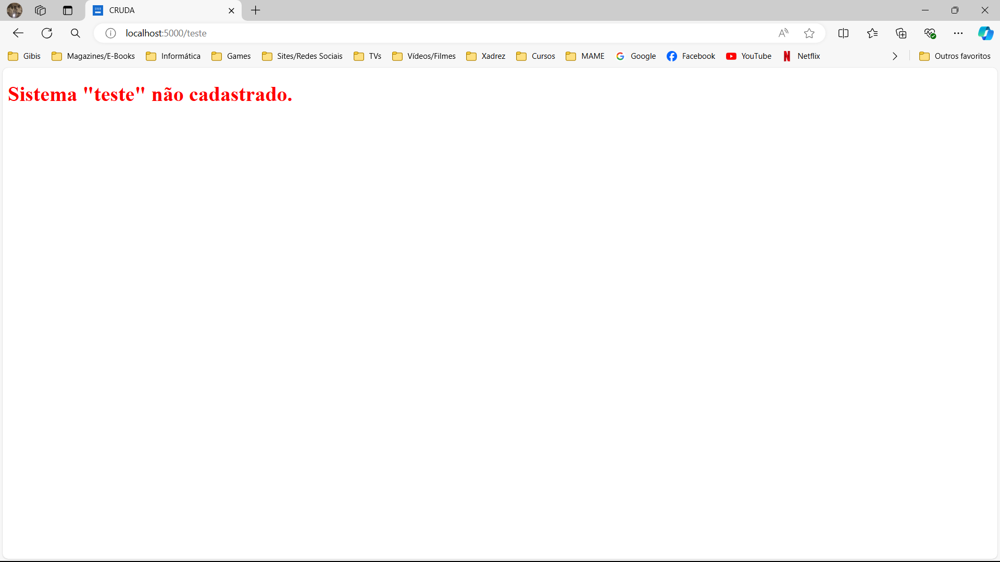 CRUDA
localhost:5000/teste
Gibis Magazines/E-Books Informática Games Sites/Redes Sociais TVs Vídeos/Filmes Xadrez Cursos MAME Google Facebook YouTube Netflix Outros favoritos
Sistema "teste" não cadastrado.